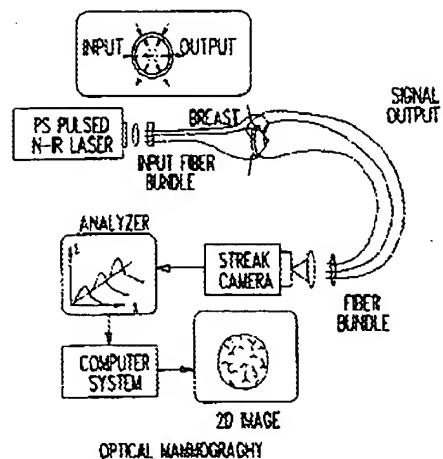 INPUT OUTPUT
BREAST
SIGNAL
OUTPUT
PS PULSED
N-IR LASER
INPUT FIBER
BUNDLE
ANALYZER
STREAK
CAMERA
FIBER
BUNDLE
COMPUTER
SYSTEM
2D IMAGE
OPTICAL MAMMOGRAGHY